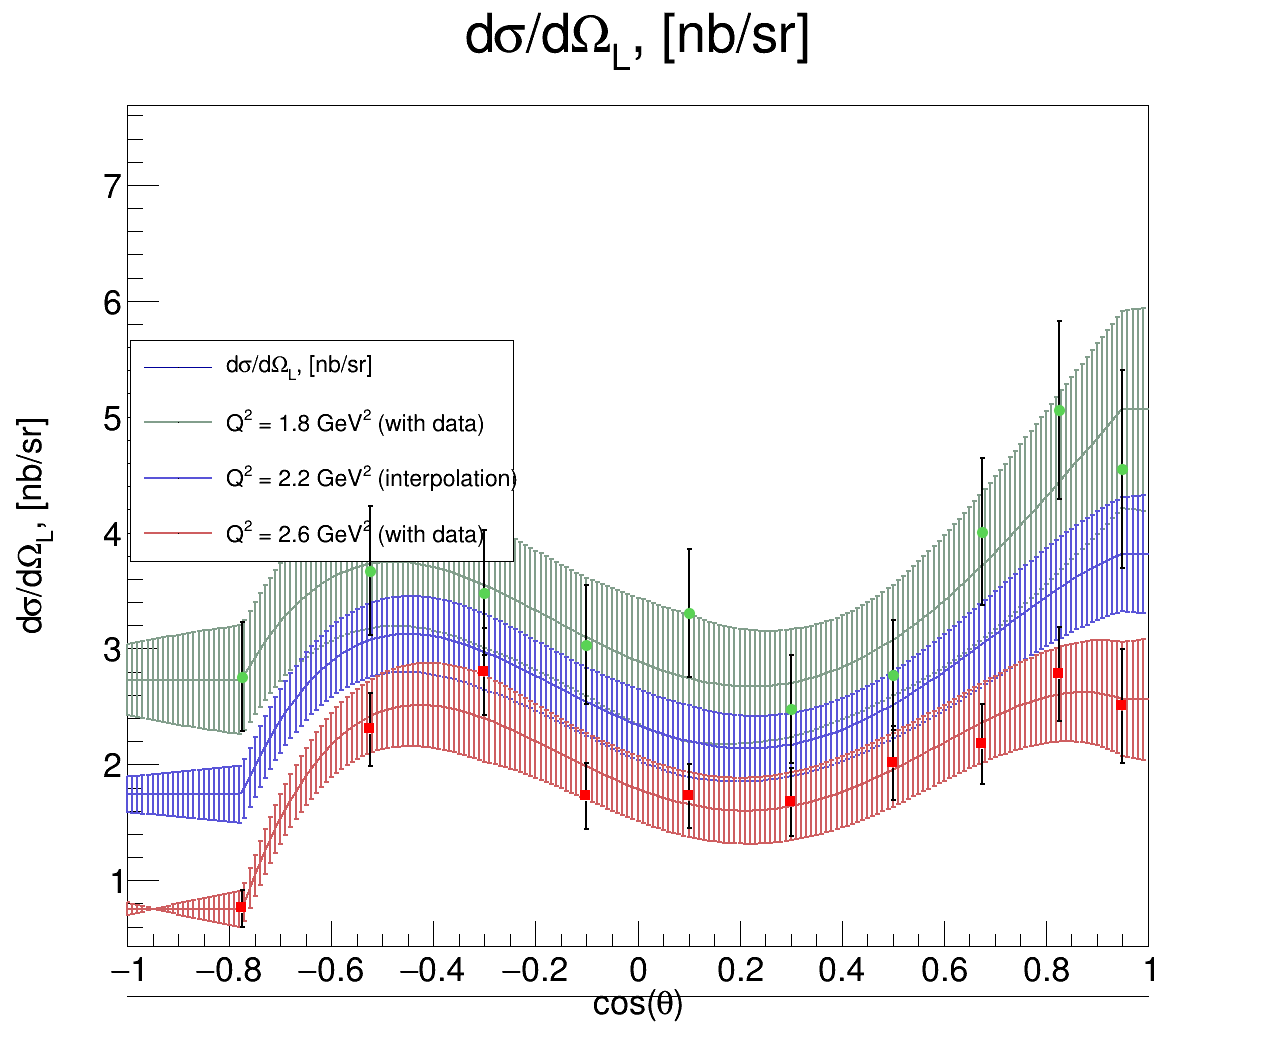 dσ/dΩL, [nb/sr]
7
6
5
4
3
2
1
dσ/dΩL, [nb/sr]
dσ/dΩL, [nb/sr]
Q2 = 1.8 GeV2 (with data)
Q2 = 2.2 GeV2 (interpolation)
Q2 = 2.6 GeV2 (with data)
−1 −0.8 −0.6 −0.4 −0.2 0 0.2 0.4 0.6 0.8 1
cos(θ)